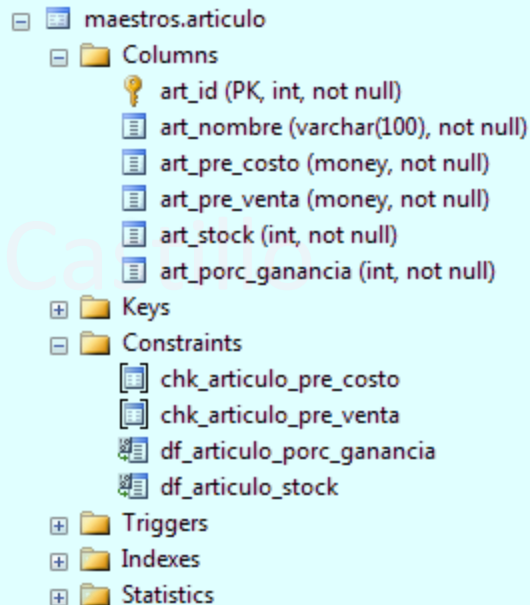 maestros.articulo
Columns
art_id (PK, int, not null)
art_nombre (varchar(100), not null)
art_pre_costo (money, not null)
art_pre_venta (money, not null)
art_stock (int, not null)
Castillo
art_porc_ganancia (int, not null)
Keys
Constraints
chk_articulo_pre_costo
chk_articulo_pre_venta
df_articulo_porc_ganancia
df_articulo_stock
Triggers
Indexes
Statistics